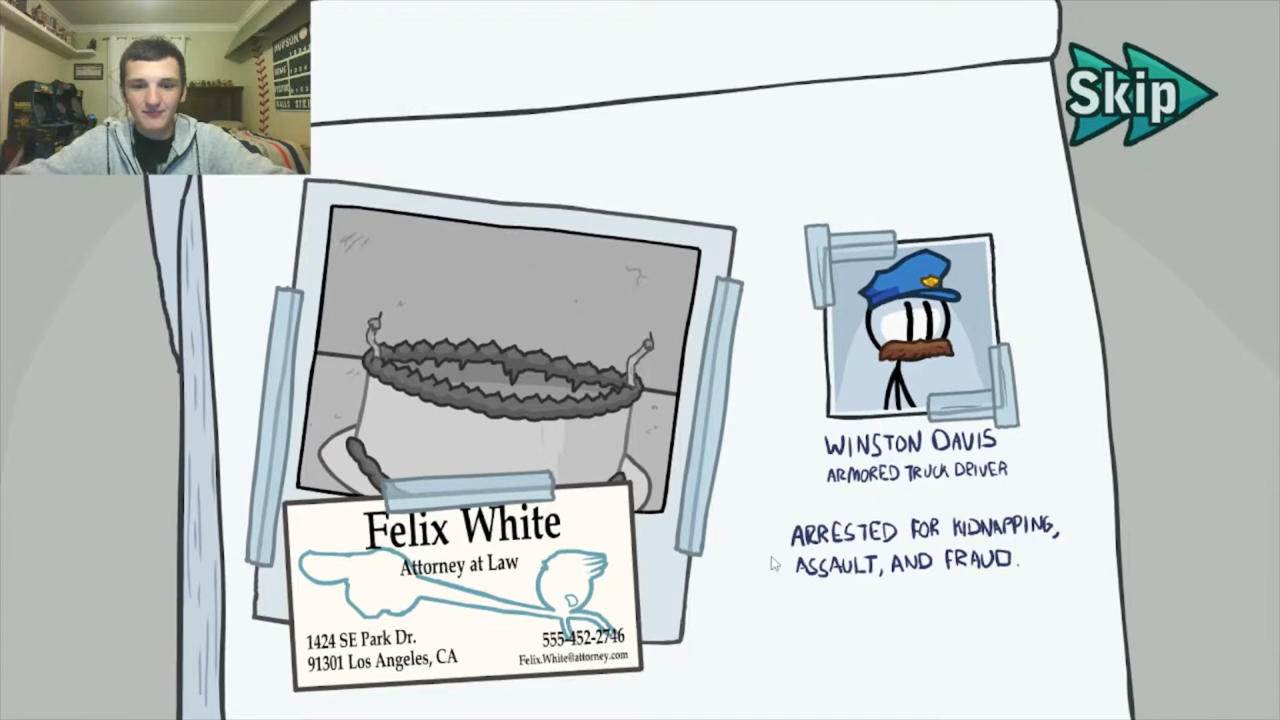 Skip
WINSTON DAVIS
ARMORED TRUCK DRIVER
ARRESTED FOR KIDNAPPING,
ASSAULT, AND FRAUD.
Felix White
Attorney at Law
1424 SE Park Dr.
91301 Los Angeles, CA
555-452-2746
Felix.White@attorney.com